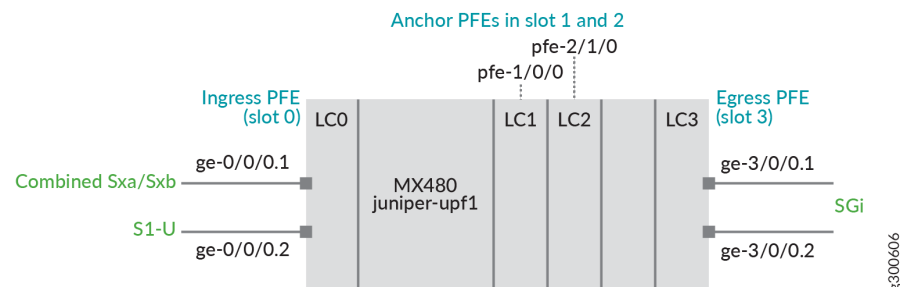 Anchor PFEs in slot 1 and 2
pfe-2/1/0
pfe-1/0/0
Ingress PFE
(slot 0)
LC0
LC1
LC2
LC3
Egress PFE
(slot 3)
ge-0/0/0.1
ge-3/0/0.1
Combined Sxa/Sxb
MX480
juniper-upf1
SGi
S1-U
ge-0/0/0.2
ge-3/0/0.2
g300606